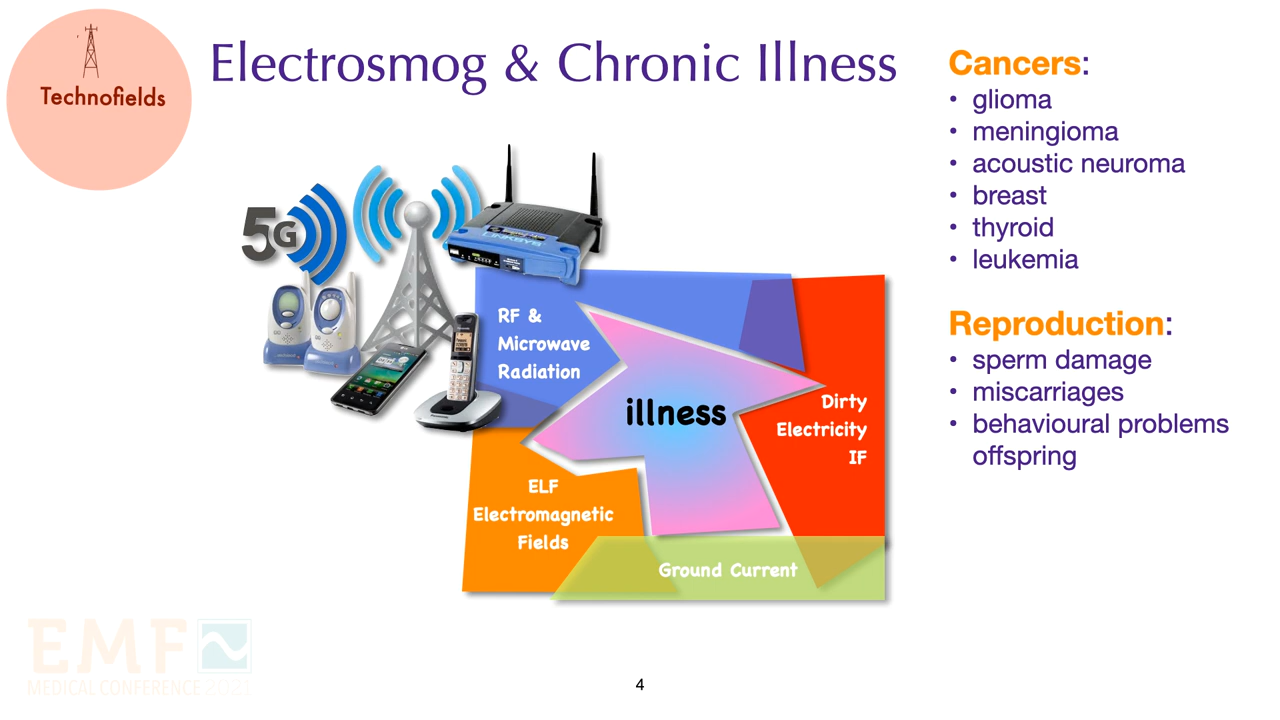 Technofields
Electrosmog & Chronic Illness
Cancers:
• glioma
• meningioma
• acoustic neuroma
• breast
• thyroid
• leukemia
Reproduction:
• sperm damage
• miscarriages
• behavioural problems
offspring
5G
LINKSYS
RF &
Microwave
Radiation
illness
Dirty
Electricity
IF
ELF
Electromagnetic
Fields
Ground Current
EMF
MEDICAL CONFERENCE 2021
4